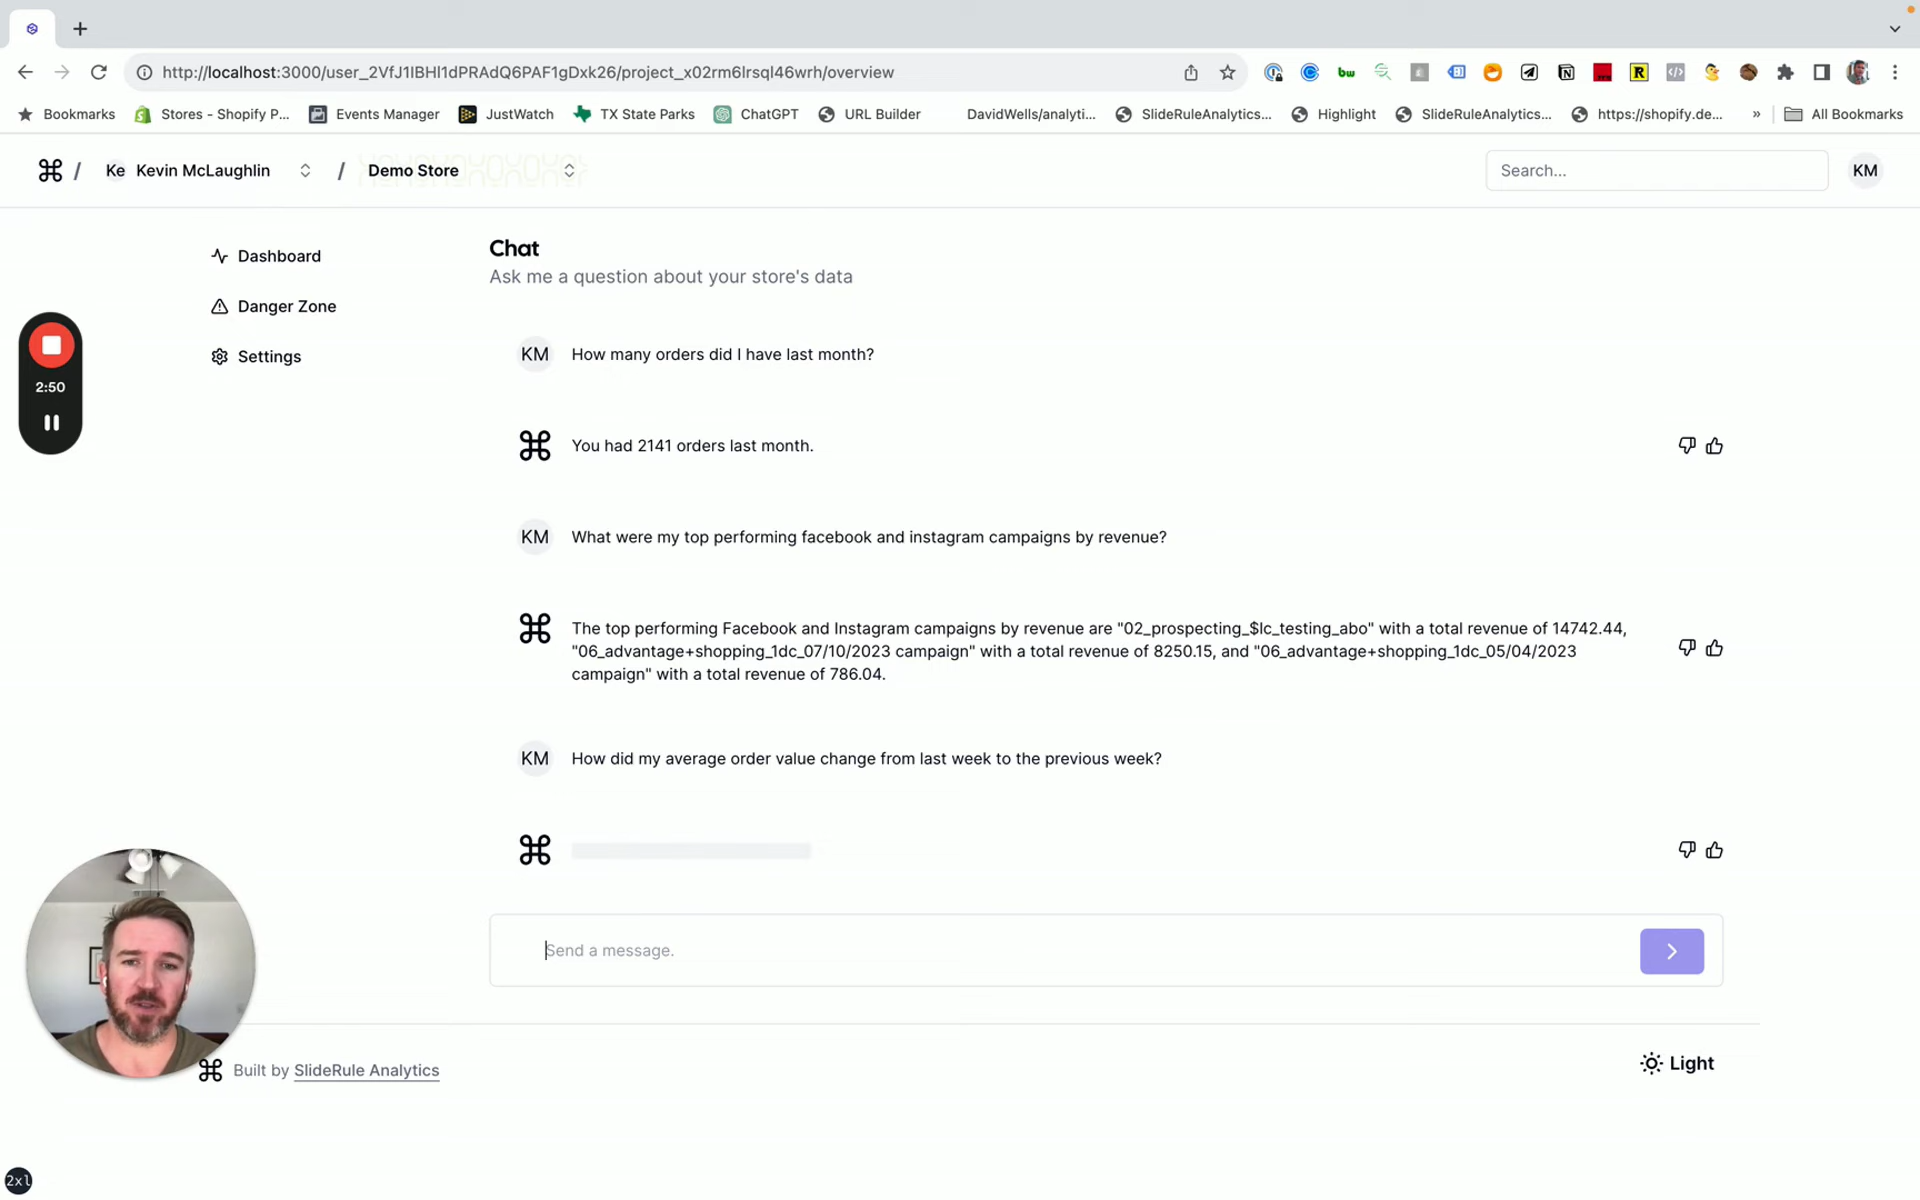 http://localhost:3000/user_2VfJ1lBHl1dPRAdQ6PAF1gDxk26/project_x02rm6lrsql46wrh/overview
bw
R
Bookmarks
Stores - Shopify P...
Events Manager
JustWatch
TX State Parks
ChatGPT
URL Builder
DavidWells/analyti...
SlideRuleAnalytics...
Highlight
SlideRuleAnalytics...
https://shopify.de...
»
All Bookmarks
/
Ke Kevin McLaughlin
/
Demo Store
Search...
KM
Dashboard
Danger Zone
Settings
2:50
Chat
Ask me a question about your store's data
KM How many orders did I have last month?
You had 2141 orders last month.
KM What were my top performing facebook and instagram campaigns by revenue?
The top performing Facebook and Instagram campaigns by revenue are "02_prospecting_$lc_testing_abo" with a total revenue of 14742.44,
"06_advantage+shopping_1dc_07/10/2023 campaign" with a total revenue of 8250.15, and "06_advantage+shopping_1dc_05/04/2023
campaign" with a total revenue of 786.04.
KM How did my average order value change from last week to the previous week?
Send a message.
Built by SlideRule Analytics
Light
2xl